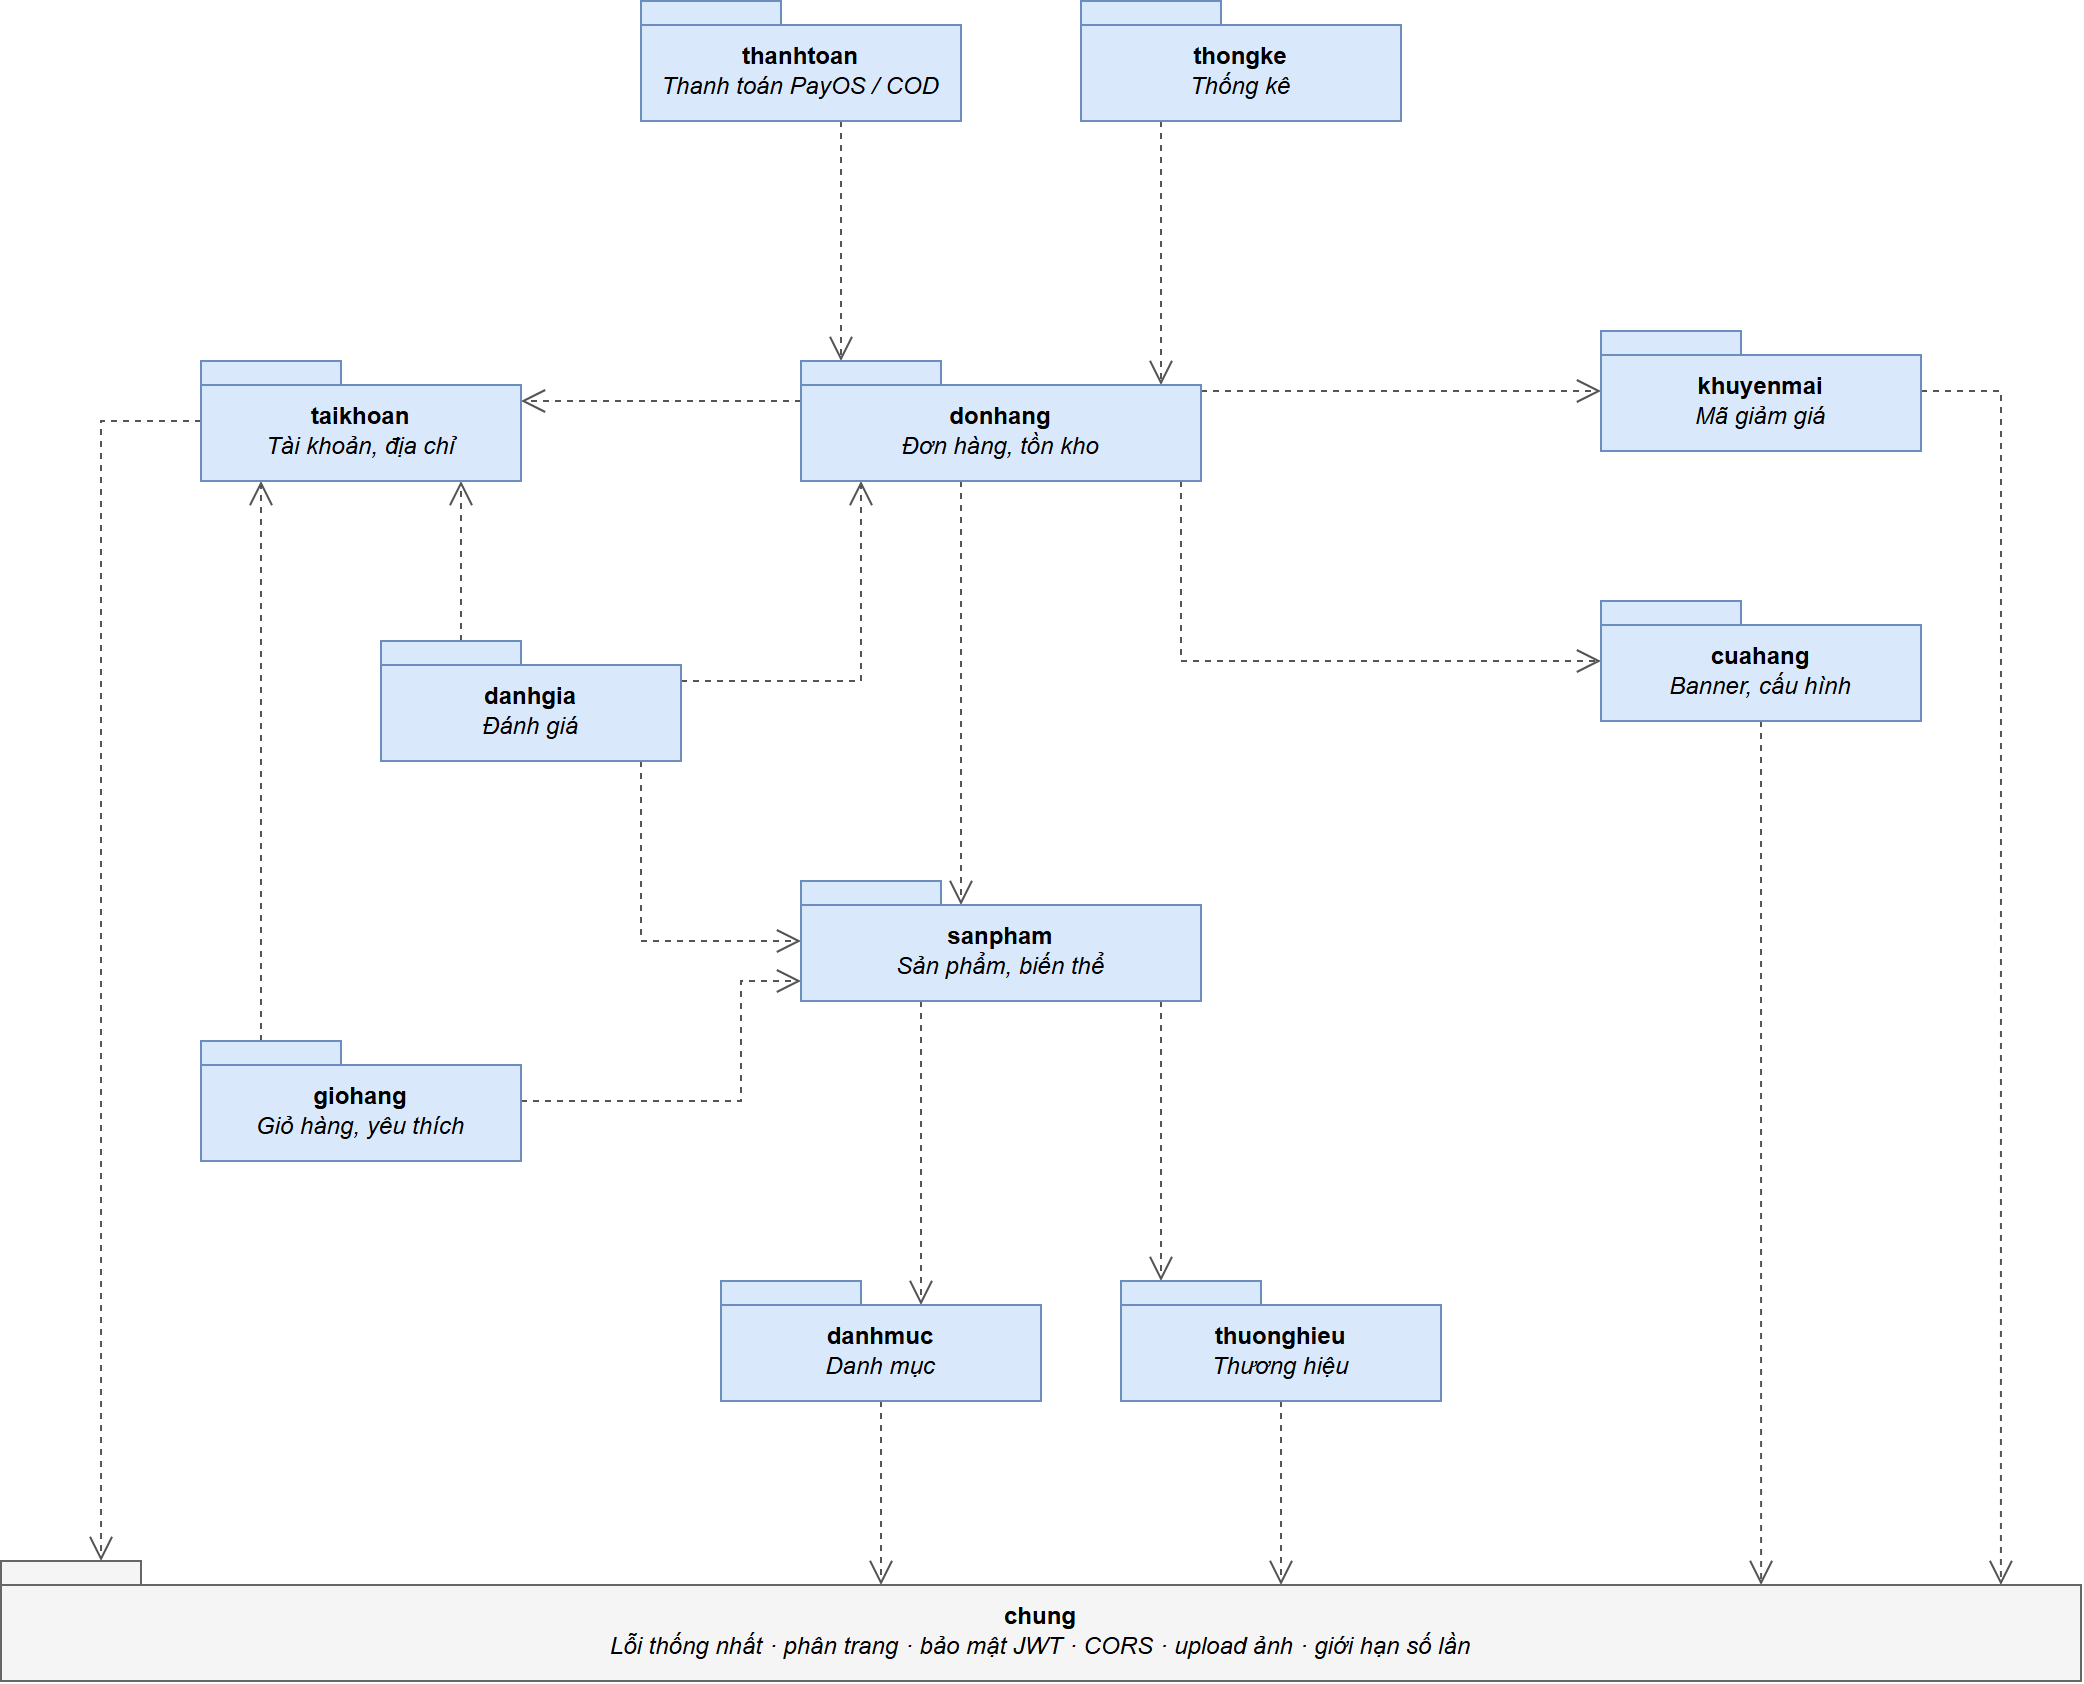 thanhtoan
Thanh toán PayOS / COD
thongke
Thống kê
taikhoan
Tài khoản, địa chỉ
donhang
Đơn hàng, tồn kho
khuyenmai
Mã giảm giá
danhgia
Đánh giá
cuahang
Banner, cấu hình
sanpham
Sản phẩm, biến thể
giohang
Giỏ hàng, yêu thích
danhmuc
Danh mục
thuonghieu
Thương hiệu
chung
Lỗi thống nhất · phân trang · bảo mật JWT · CORS · upload ảnh · giới hạn số lần